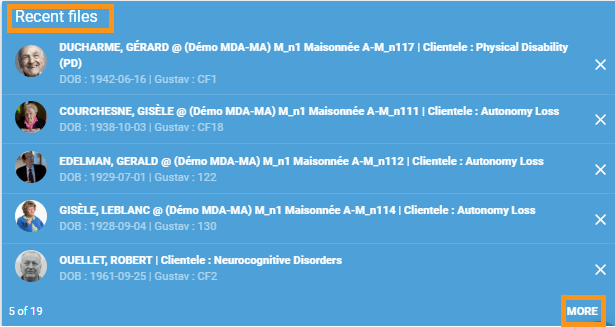 Recent files
DUCHARME, GÉRARD @ (Démo MDA-MA) M_n1 Maisonnée A-M_n117 | Clientele : Physical Disability
(PD)
DOB : 1942-06-16 | Gustav : CF1
COURCHESNE, GISÈLE @ (Démo MDA-MA) M_n1 Maisonnée A-M_n111 | Clientele : Autonomy Loss
DOB : 1938-10-03 | Gustav : CF18
EDELMAN, GERALD @ (Démo MDA-MA) M_n1 Maisonnée A-M_n112 | Clientele : Autonomy Loss
DOB : 1929-07-01 | Gustav : 122
GISÈLE, LEBLANC @ (Démo MDA-MA) M_n1 Maisonnée A-M_n114 | Clientele : Autonomy Loss
DOB : 1928-09-04 | Gustav : 130
OUELLET, ROBERT | Clientele : Neurocognitive Disorders
DOB : 1961-09-25 | Gustav : CF2
5 of 19 MORE